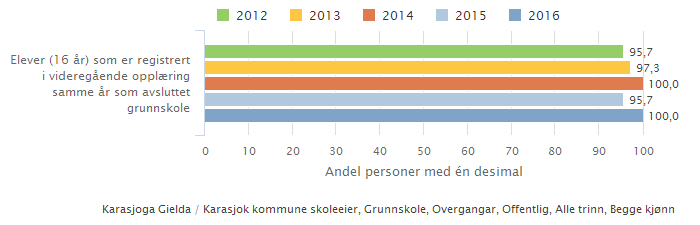 2012 2013 2014 2015 2016
Elever (16 år) som er registrert
i videregående opplæring
samme år som avsluttet
grunnskole
95,7
97,3
100,0
95,7
100,0
0 10 20 30 40 50 60 70 80 90 100
Andel personer med én desimal
Karasjoga Gielda / Karasjok kommune skoleeier, Grunnskole, Overgangar, Offentlig, Alle trinn, Begge kjønn